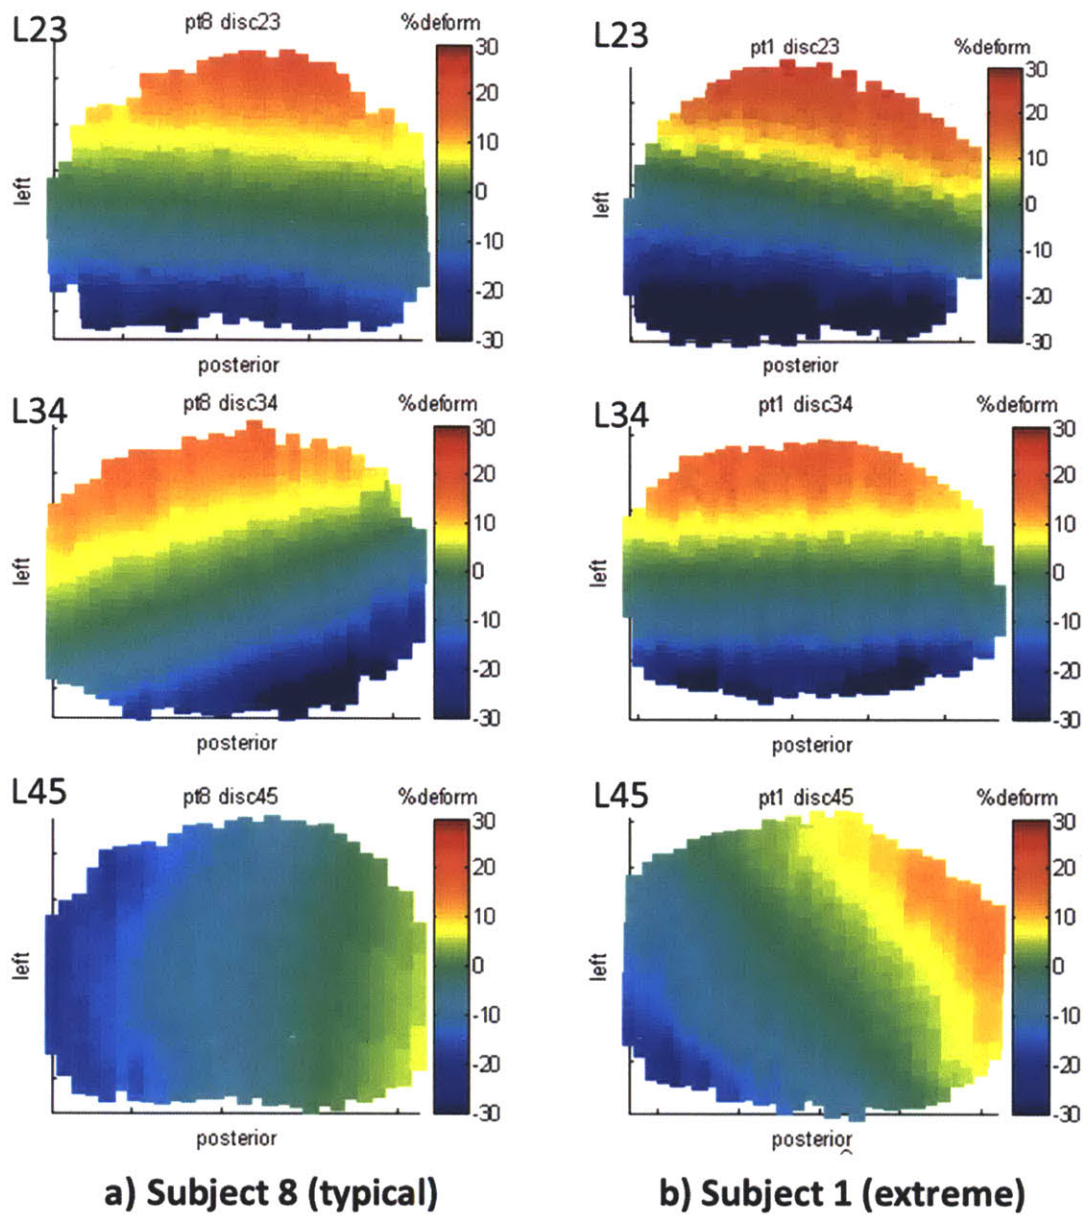 L23
pt8 disc23
%deform
30
20
10
0
-10
-20
-30
left
posterior
L23
pt1 disc23
%deform
30
20
10
0
-10
-20
-30
left
posterior
L34
pt8 disc34
%deform
30
20
10
0
-10
-20
-30
left
posterior
L34
pt1 disc34
%deform
30
20
10
0
-10
-20
-30
left
posterior
L45
pt8 disc45
%deform
30
20
10
0
-10
-20
-30
left
posterior
L45
pt1 disc45
%deform
30
20
10
0
-10
-20
-30
left
posterior
a) Subject 8 (typical)
b) Subject 1 (extreme)